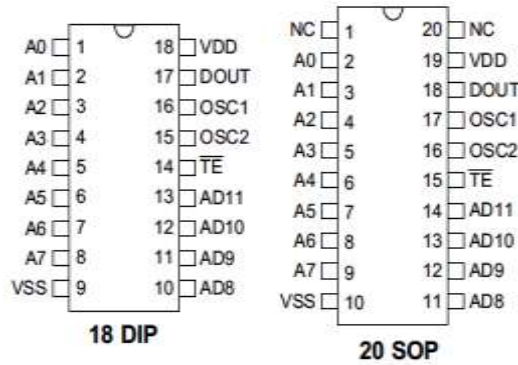 A0 1 18 VDD
A1 2 17 DOUT
A2 3 16 OSC1
A3 4 15 OSC2
A4 5 14 TE
A5 6 13 AD11
A6 7 12 AD10
A7 8 11 AD9
VSS 9 10 AD8
18 DIP
NC 1 20 NC
A0 2 19 VDD
A1 3 18 DOUT
A2 4 17 OSC1
A3 5 16 OSC2
A4 6 15 TE
A5 7 14 AD11
A6 8 13 AD10
A7 9 12 AD9
VSS 10 11 AD8
20 SOP